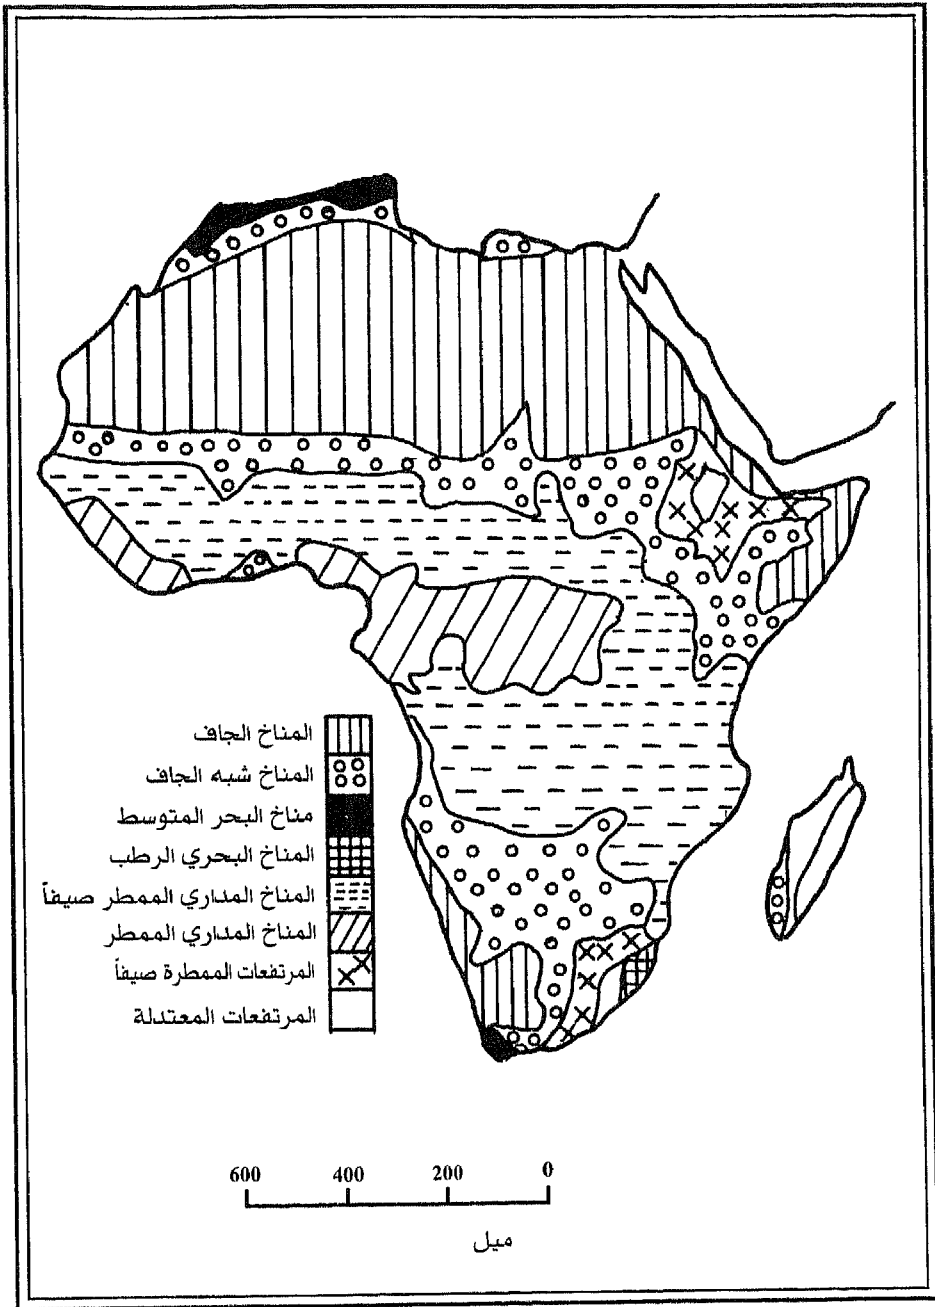 المناخ الجاف
المناخ شبه الجاف
مناخ البحر المتوسط
المناخ البحري الرطب
المناخ المداري الممطر صيفاً
المناخ المداري الممطر
المرتفعات الممطرة صيفاً
المرتفعات المعتدلة
600 400 200 0
ميل